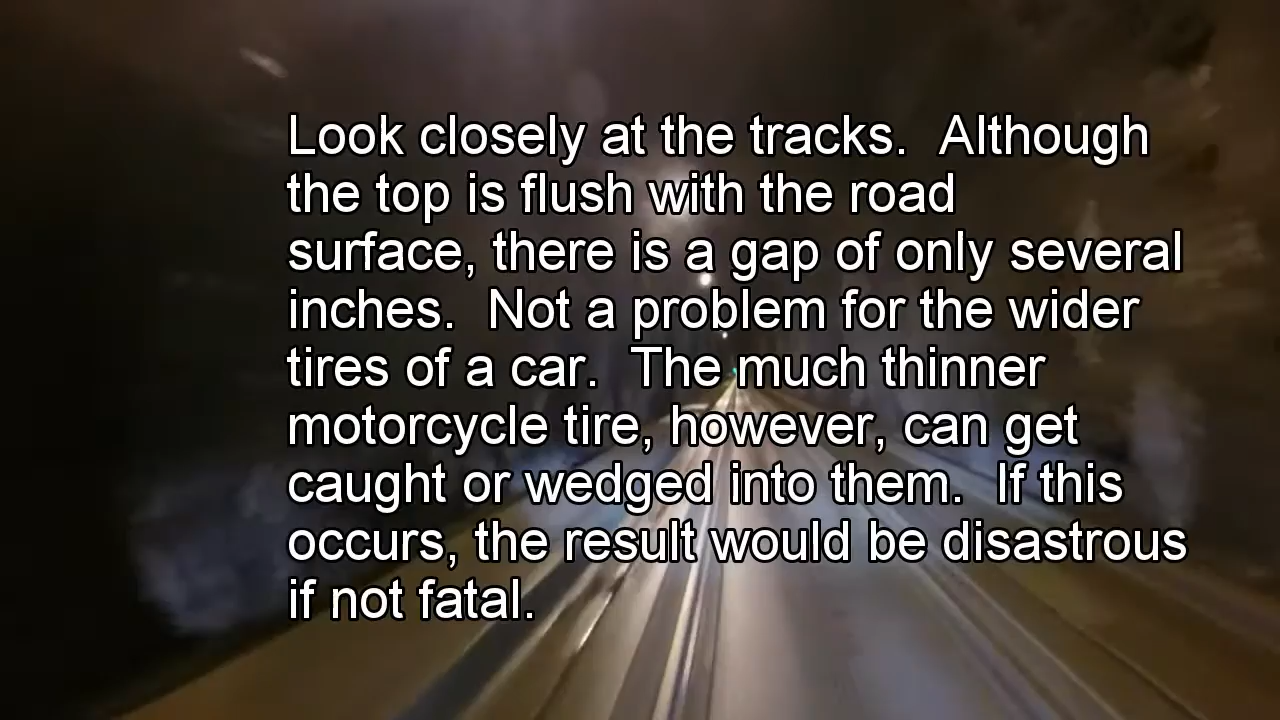 Look closely at the tracks.  Although
the top is flush with the road
surface, there is a gap of only several
inches.  Not a problem for the wider
tires of a car.  The much thinner
motorcycle tire, however, can get
caught or wedged into them.  If this
occurs, the result would be disastrous
if not fatal.